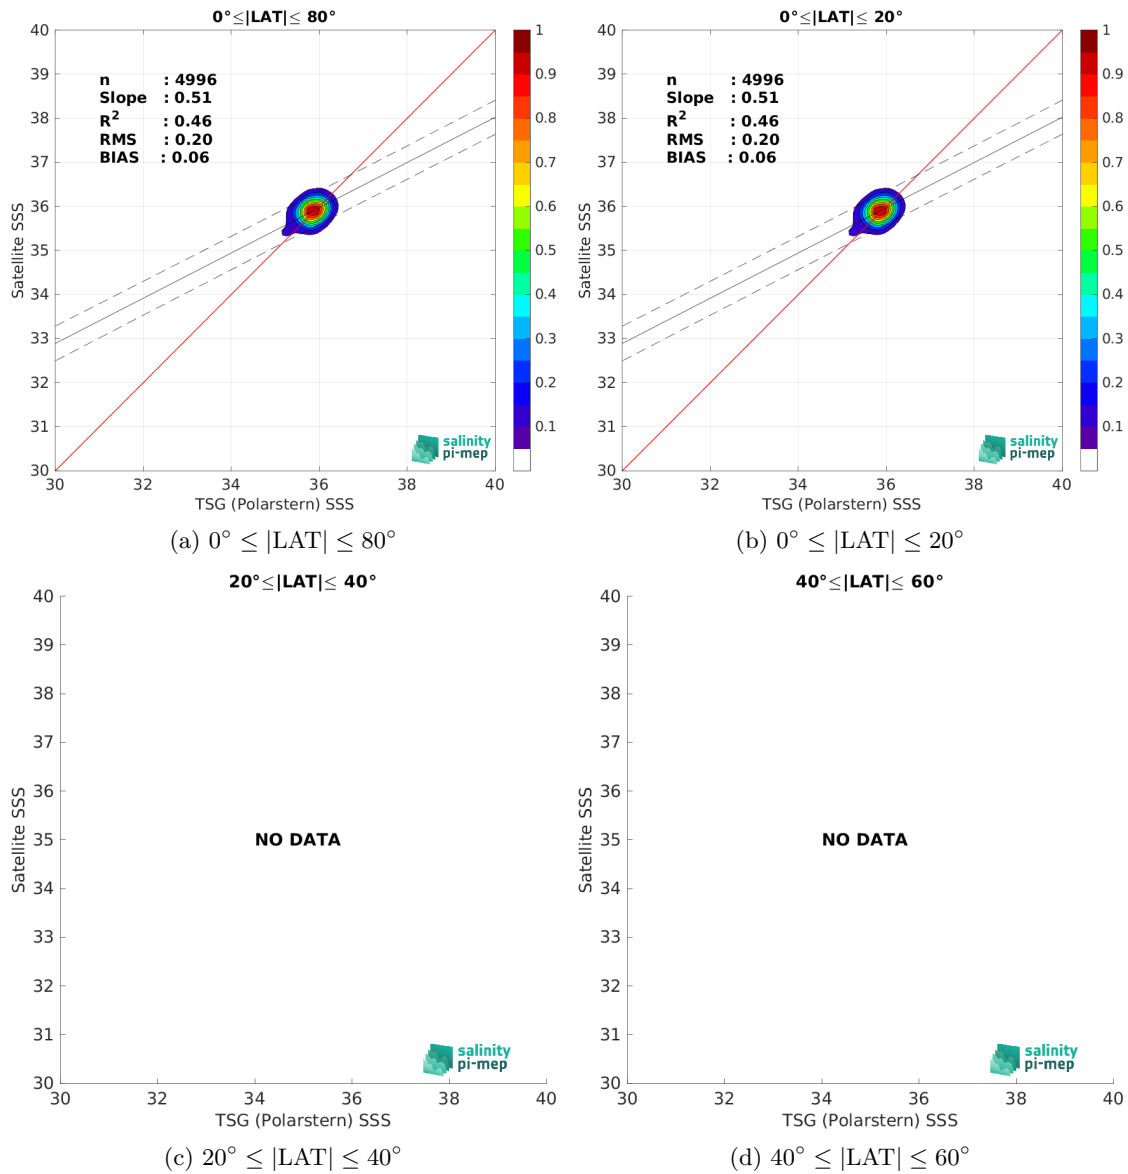 0°≤|LAT|≤ 80°
40
39
38
37
36
35
34
33
32
31
30
Satellite SSS
n : 4996
Slope : 0.51
R² : 0.46
RMS : 0.20
BIAS : 0.06
salinity
pi-mep
30 32 34 36 38 40
TSG (Polarstern) SSS
1
0.9
0.8
0.7
0.6
0.5
0.4
0.3
0.2
0.1
(a) 0° ≤ |LAT| ≤ 80°
0°≤|LAT|≤ 20°
40
39
38
37
36
35
34
33
32
31
30
Satellite SSS
n : 4996
Slope : 0.51
R² : 0.46
RMS : 0.20
BIAS : 0.06
salinity
pi-mep
30 32 34 36 38 40
TSG (Polarstern) SSS
1
0.9
0.8
0.7
0.6
0.5
0.4
0.3
0.2
0.1
(b) 0° ≤ |LAT| ≤ 20°
20°≤|LAT|≤ 40°
40
39
38
37
36
35
34
33
32
31
30
Satellite SSS
NO DATA
salinity
pi-mep
30 32 34 36 38 40
TSG (Polarstern) SSS
(c) 20° ≤ |LAT| ≤ 40°
40°≤|LAT|≤ 60°
40
39
38
37
36
35
34
33
32
31
30
Satellite SSS
NO DATA
salinity
pi-mep
30 32 34 36 38 40
TSG (Polarstern) SSS
(d) 40° ≤ |LAT| ≤ 60°